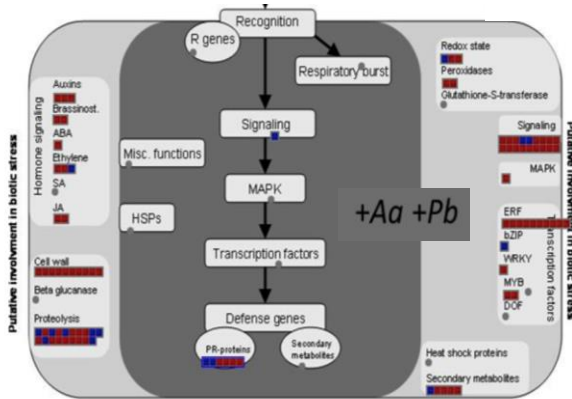 Recognition
R genes
Respiratory burst
Signaling
Misc. functions
MAPK
HSPs
Transcription factors
Defense genes
PR-proteins
Secondary
metabolites
+Aa +Pb
Putative involvment in biotic stress
Hormone signaling
Auxins
Brassinost.
ABA
Ethylene
SA
JA
Cell wall
Beta glucanase
Proteolysis
Redox state
Peroxidases
Glutathione-S-transferase
Signaling
MAPK
ERF
bZIP
WRKY
MYB
DOF
Transcription factors
Heat shock proteins
Secondary metabolites
Putative involvment in biotic stress